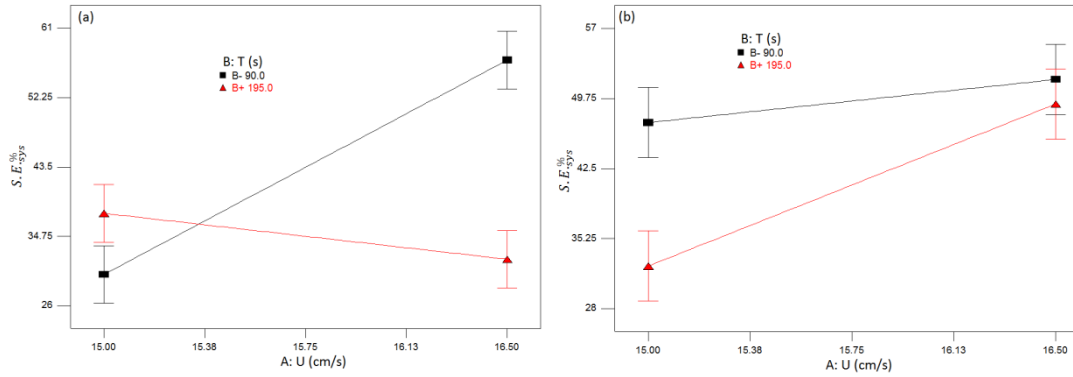 (a)
61
52.25
43.5
34.75
26
S.E.%sys
B: T (s)
B- 90.0
B+ 195.0
15.00 15.38 15.75 16.13 16.50
A: U (cm/s)
(b)
57
49.75
42.5
35.25
28
S.E.%sys
B: T (s)
B- 90.0
B+ 195.0
15.00 15.38 15.75 16.13 16.50
A: U (cm/s)